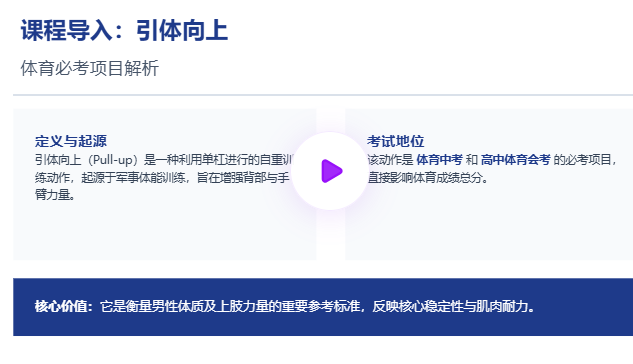 课程导入：引体向上
体育必考项目解析
定义与起源
引体向上（Pull-up）是一种利用单杠进行的自重训
练动作，起源于军事体能训练，旨在增强背部与手
臂力量。
考试地位
该动作是 体育中考 和 高中体育会考 的必考项目，
直接影响体育成绩总分。
核心价值：它是衡量男性体质及上肢力量的重要参考标准，反映核心稳定性与肌肉耐力。